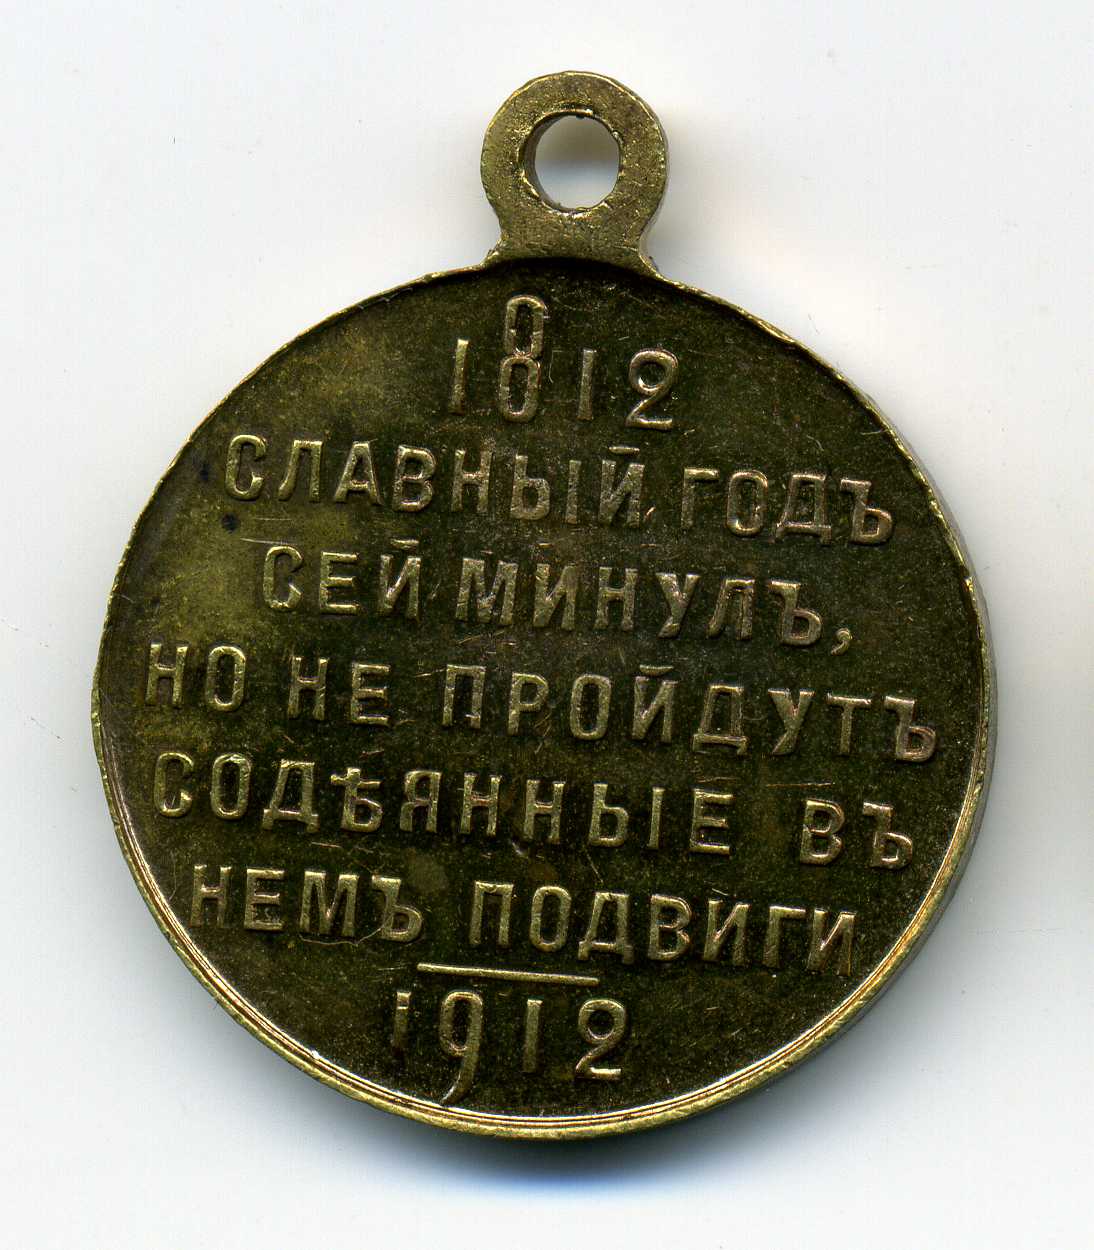 1812
СЛАВНЫЙ ГОДЪ
СЕЙ МИНУЛЪ,
НО НЕ ПРОЙДУТЪ
СОДѢЯННЫЕ ВЪ
НЕМЪ ПОДВИГИ
1912